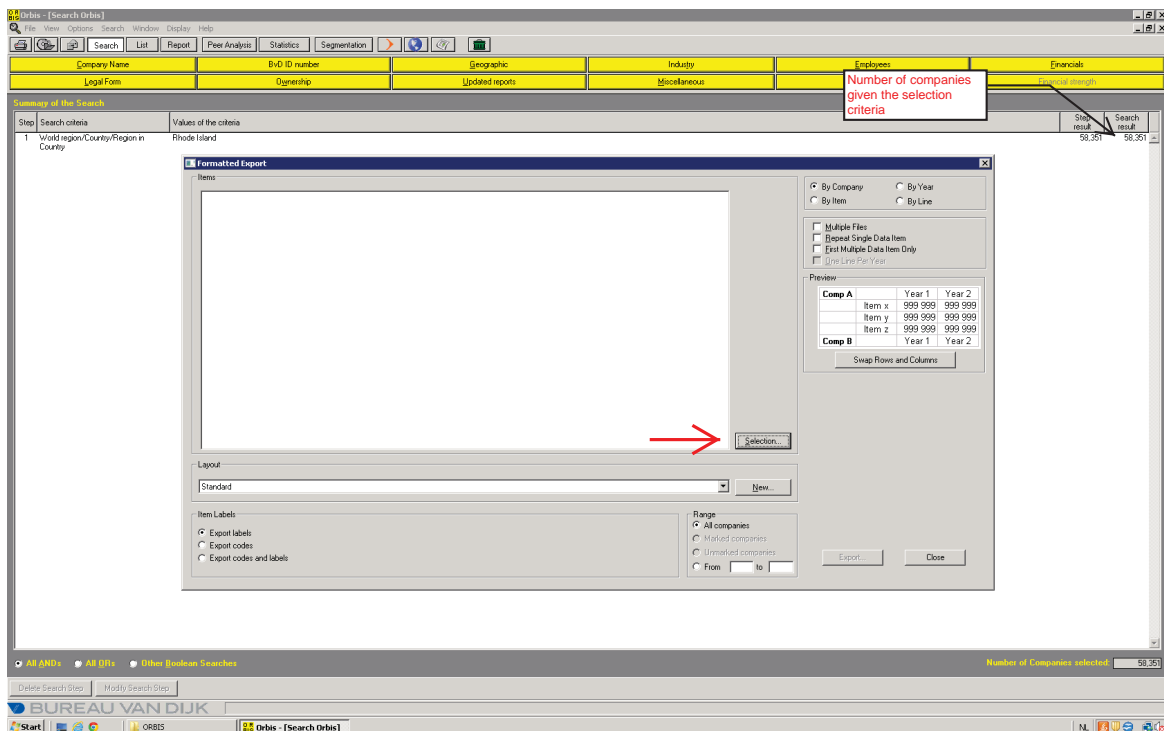 Orbis - [Search Orbis]
File View Options Search Window Display Help
Search List Report Peer Analysis Statistics Segmentation
Company Name BvD ID number Geographic Industry Employees Financials
Legal Form Ownership Updated reports Miscellaneous Financial strength
Number of companies
given the selection
criteria
Summary of the Search
Step Search criteria Values of the criteria Step result Search result
1 World region/Country/Region in Country Rhode Island 58,351 58,351
Formatted Export
Items
By Company By Year
By Item By Line
Multiple Files
Repeat Single Data Item
First Multiple Data Item Only
One Line Per Year
Preview
Comp A Year 1 Year 2
Item x 999 999 999 999
Item y 999 999 999 999
Item z 999 999 999 999
Comp B Year 1 Year 2
Swap Rows and Columns
Selection...
Layout
Standard New...
Item Labels
Export labels
Export codes
Export codes and labels
Range
All companies
Marked companies
Unmarked companies
From to
Export... Close
All ANDs All ORs Other Boolean Searches Number of Companies selected: 58,351
Delete Search Step Modify Search Step
BUREAU VAN DIJK
Start ORBIS Orbis - [Search Orbis] NL